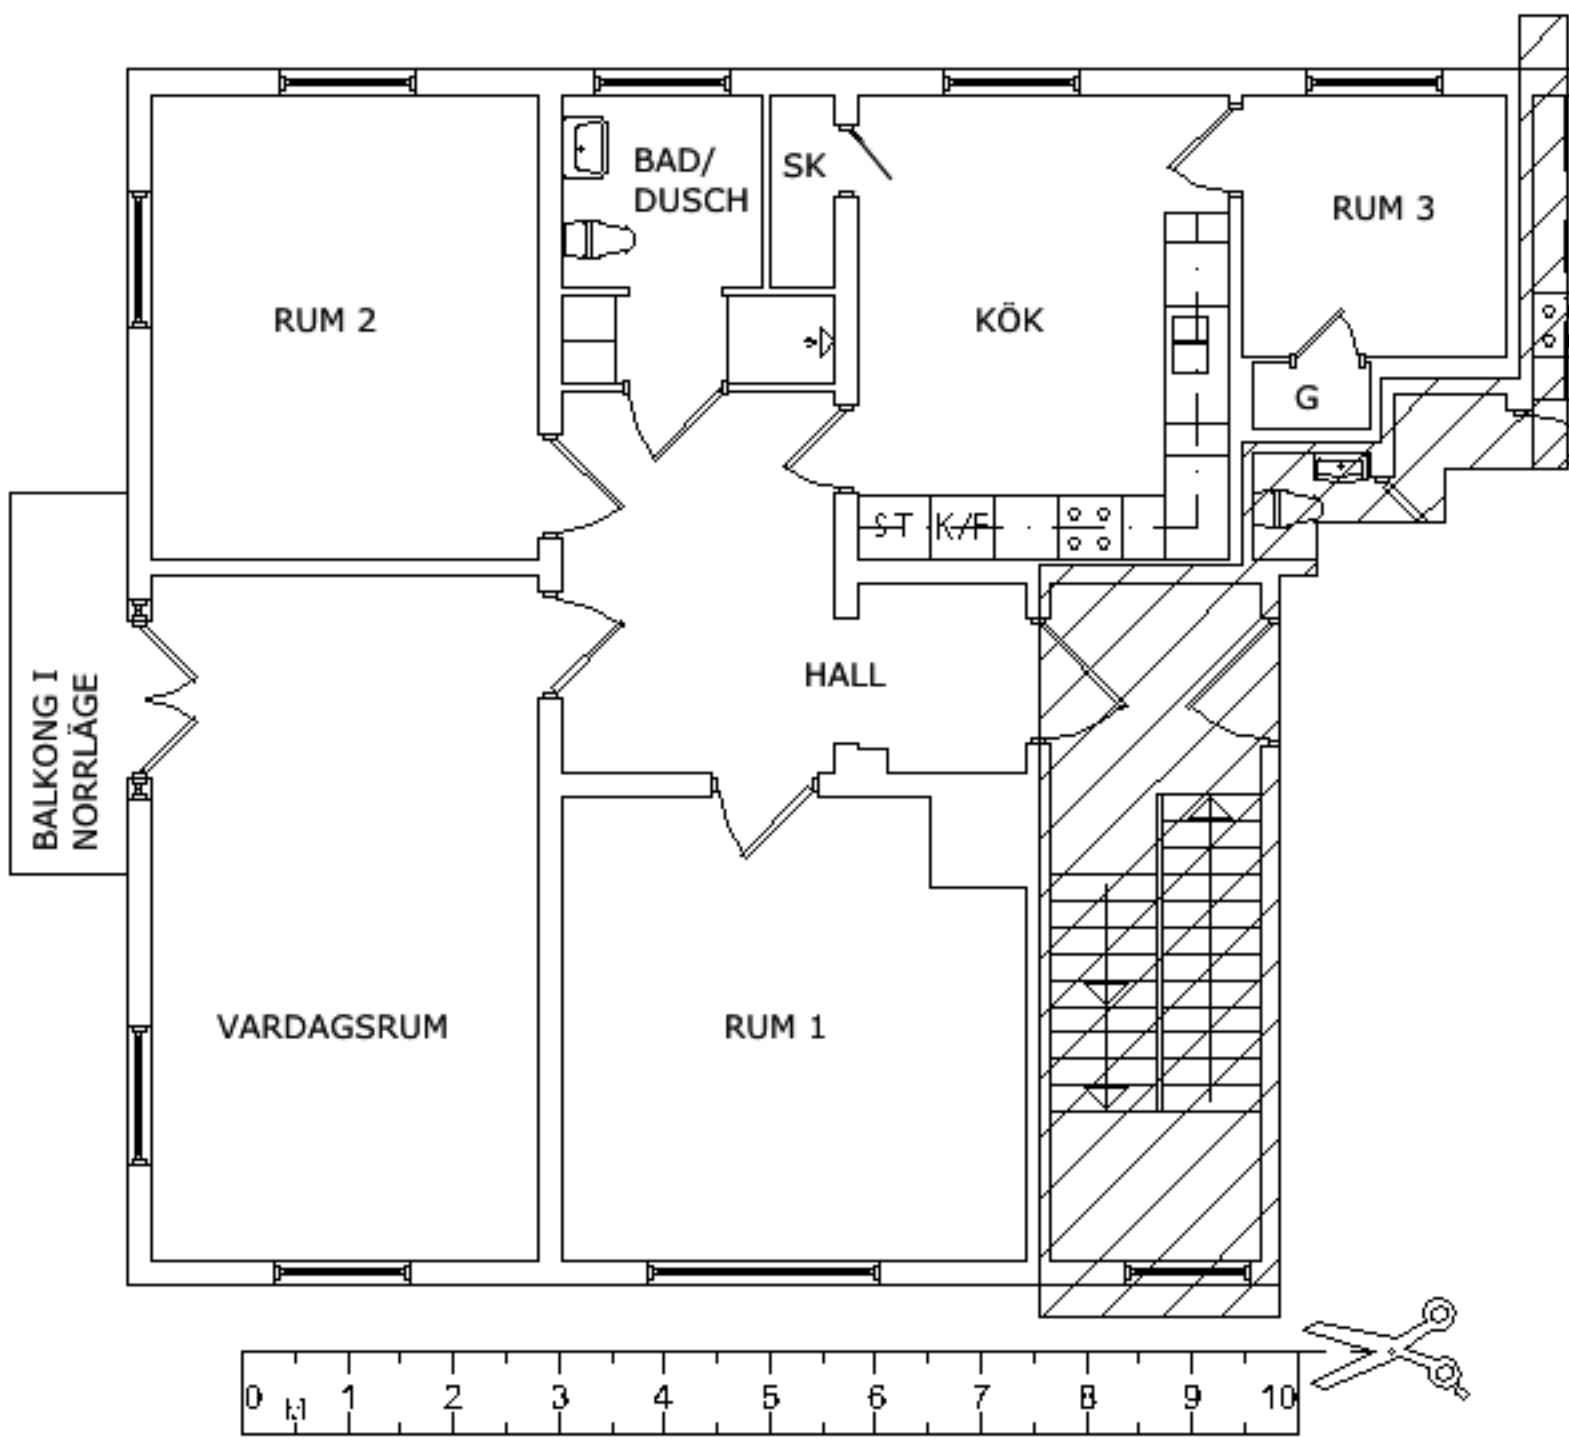 BAD/
DUSCH
SK
RUM 3
RUM 2
KÖK
G
ST
K/F
BALKONG I
NORRLÄGE
HALL
VARDAGSRUM
RUM 1
0 M 1 2 3 4 5 6 7 8 9 10